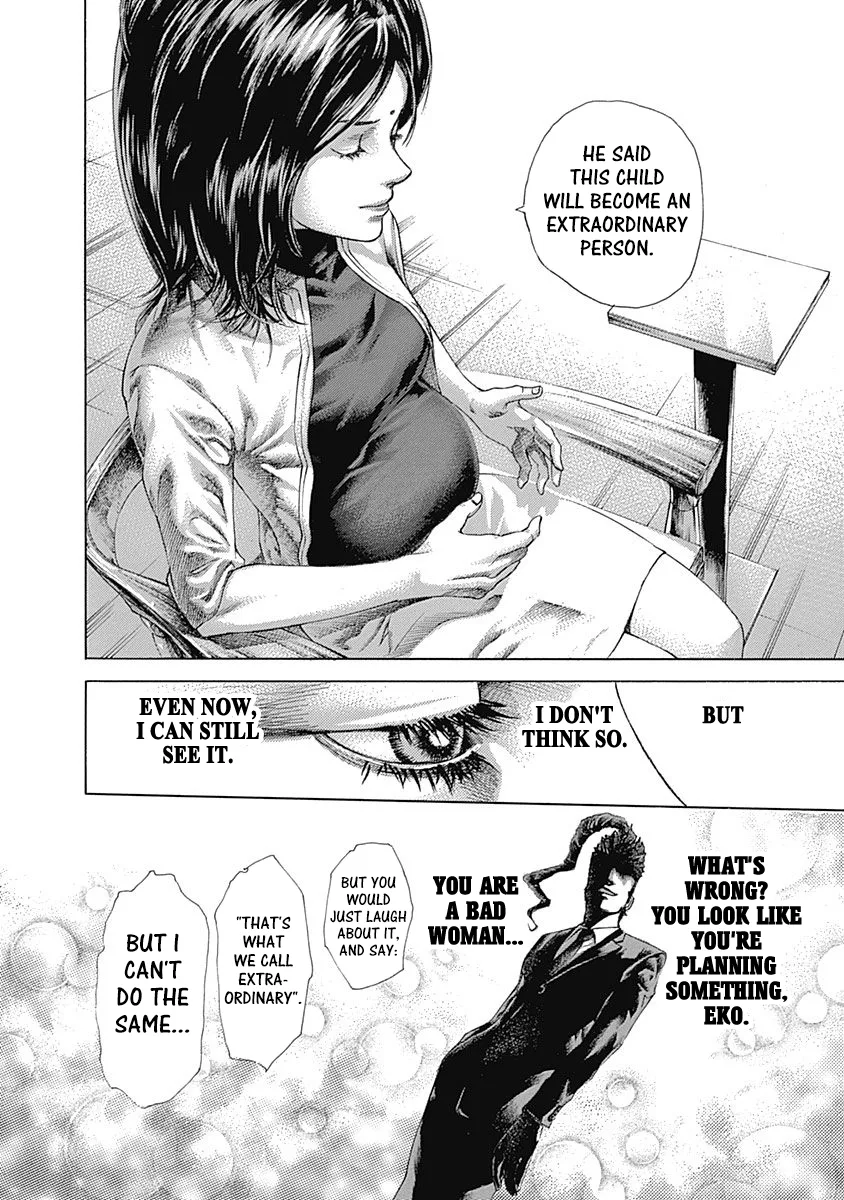 HE SAID
THIS CHILD
WILL BECOME AN
EXTRAORDINARY
PERSON.
BUT
I DON'T
THINK SO.
EVEN NOW,
I CAN STILL
SEE IT.
WHAT'S
WRONG?
YOU LOOK LIKE
YOU'RE
PLANNING
SOMETHING,
EKO.
YOU ARE
A BAD
WOMAN...
BUT YOU
WOULD
JUST LAUGH
ABOUT IT,
AND SAY:
"THAT'S
WHAT
WE CALL
EXTRA-
ORDINARY".
BUT I
CAN'T
DO THE
SAME...